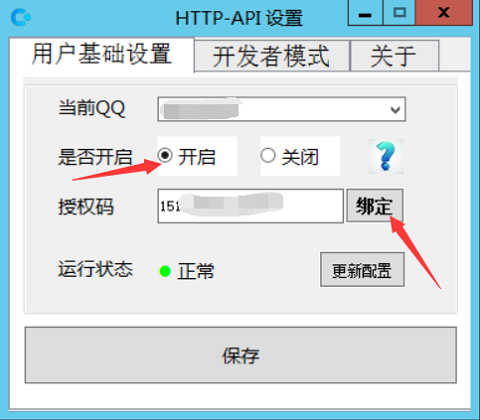 HTTP-API 设置
用户基础设置 开发者模式 关于
当前QQ
是否开启 开启 关闭 ?
授权码 151 绑定
运行状态 正常 更新配置
保存